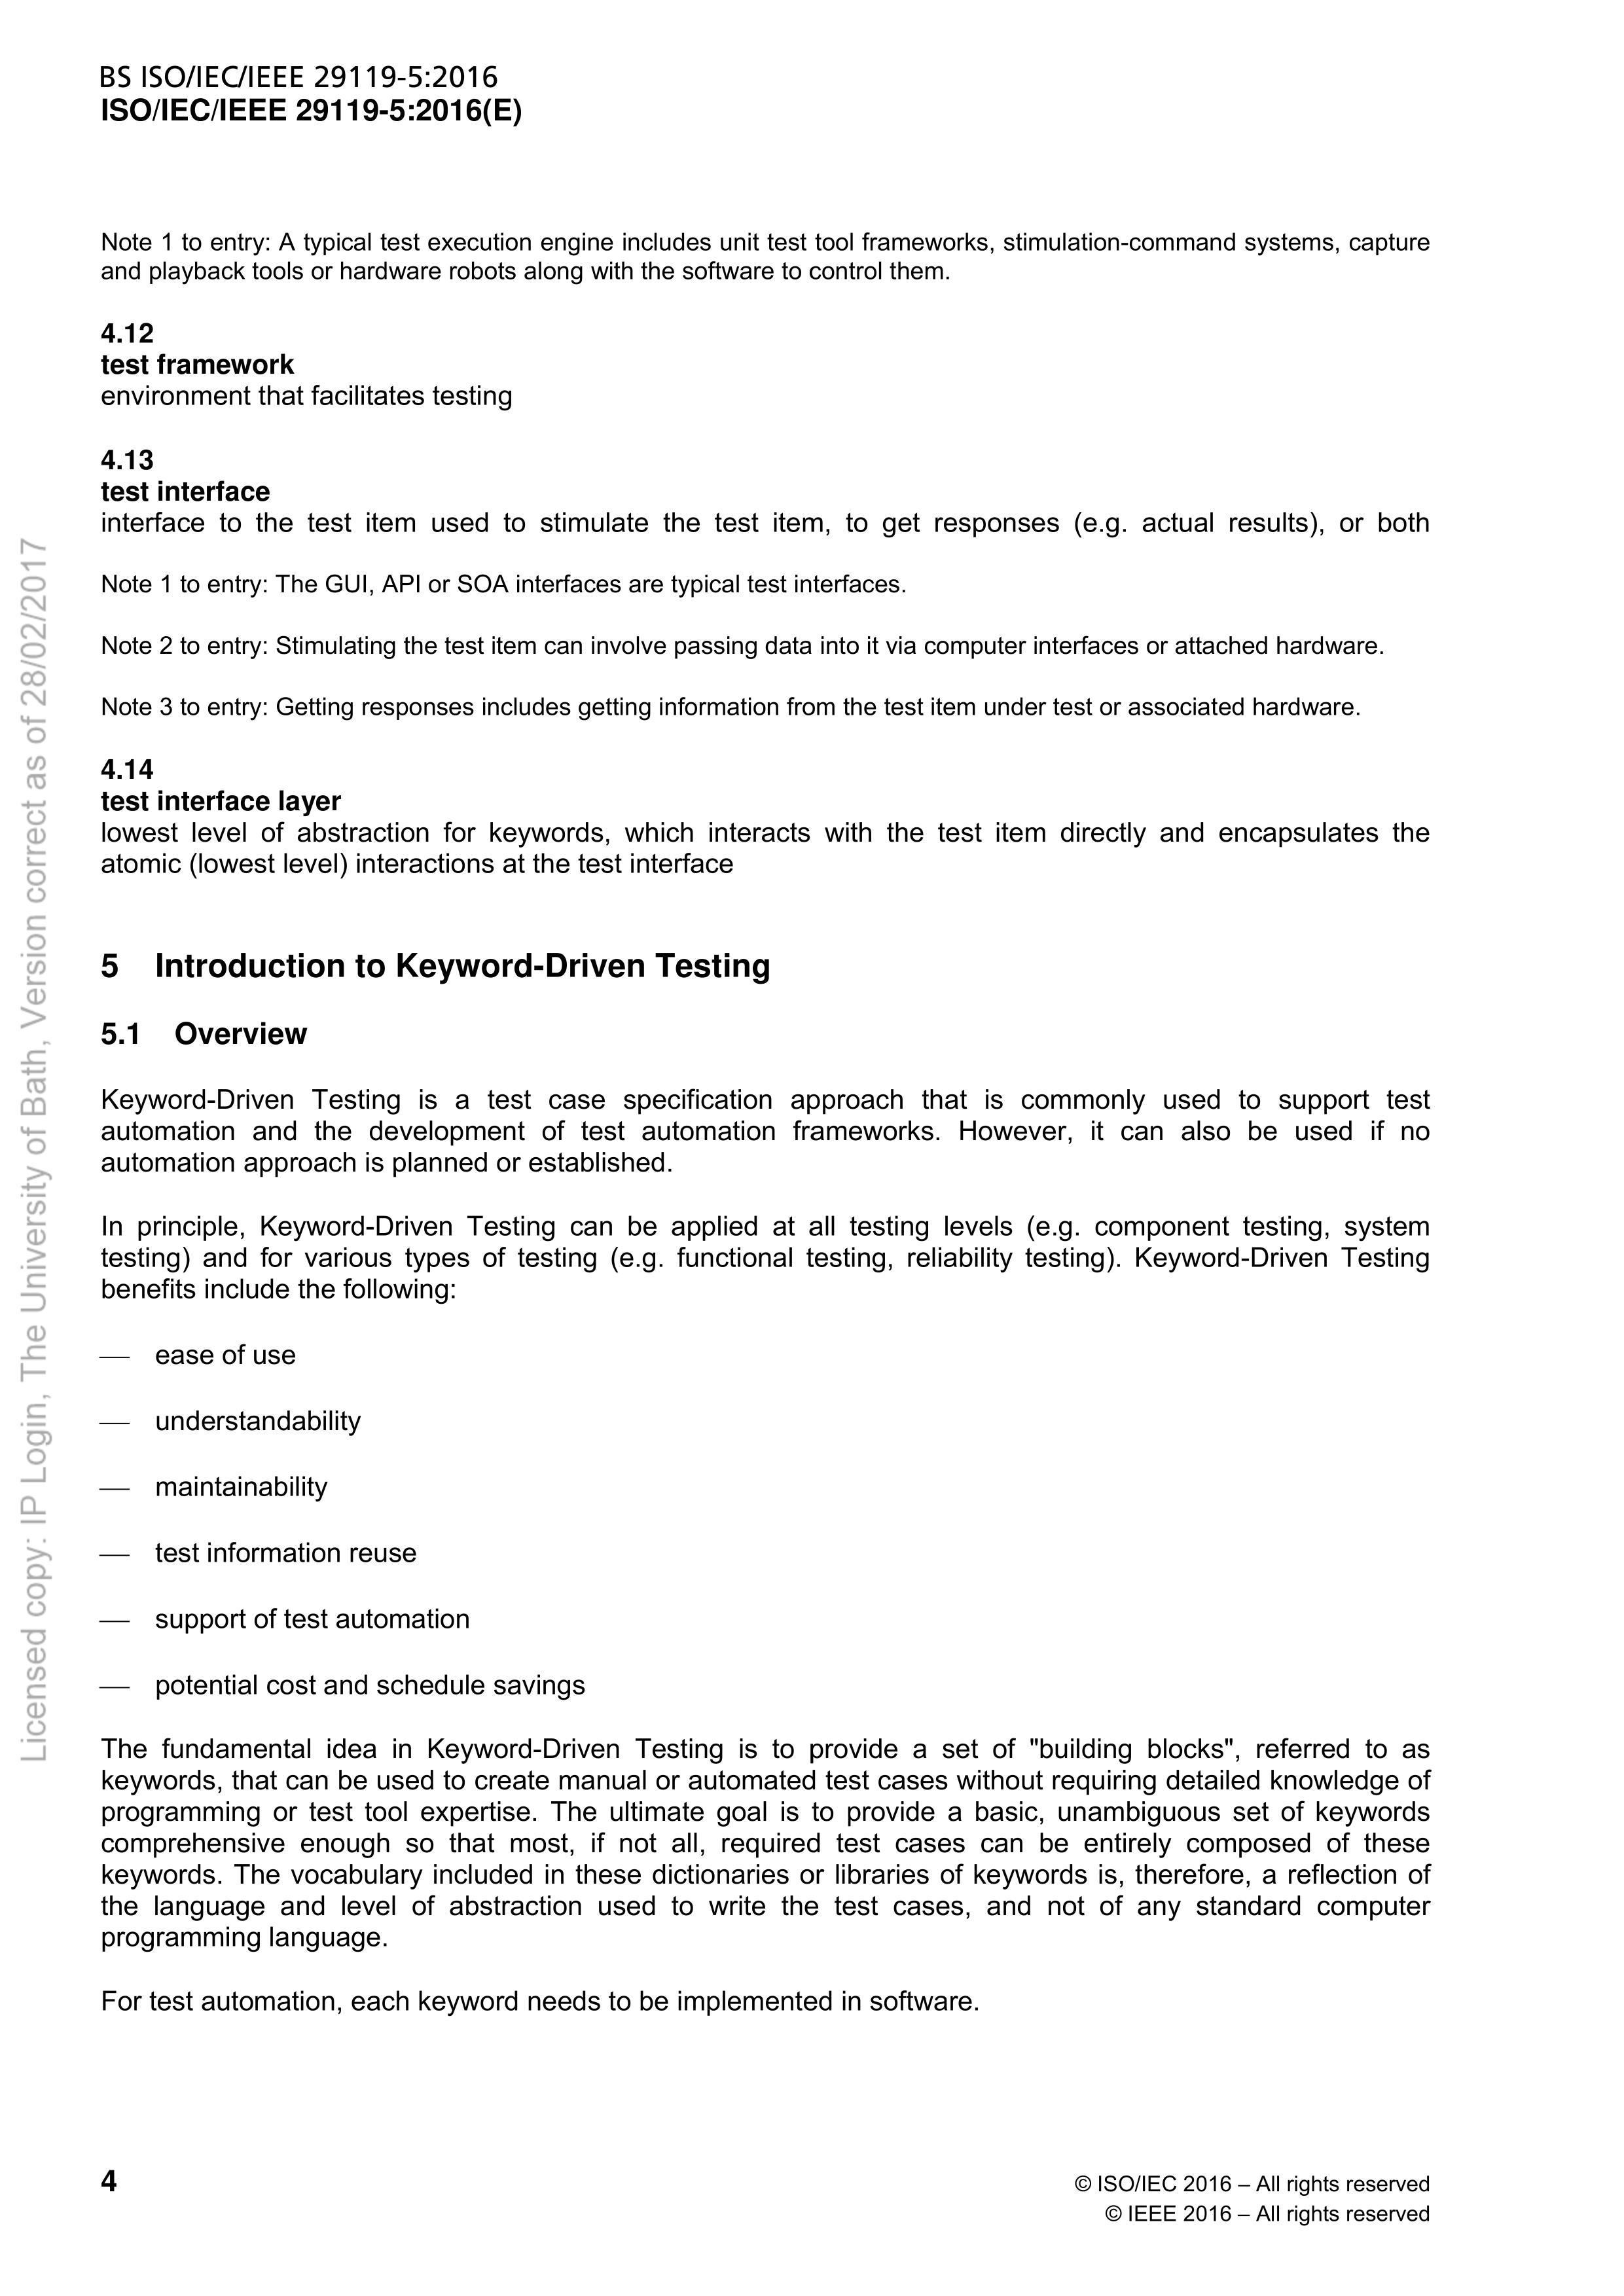 BS ISO/IEC/IEEE 29119-5:2016
ISO/IEC/IEEE 29119-5:2016(E)
Note 1 to entry: A typical test execution engine includes unit test tool frameworks, stimulation-command systems, capture
and playback tools or hardware robots along with the software to control them.
4.12
test framework
environment that facilitates testing
4.13
test interface
interface to the test item used to stimulate the test item, to get responses (e.g. actual results), or both
Note 1 to entry: The GUI, API or SOA interfaces are typical test interfaces.
Note 2 to entry: Stimulating the test item can involve passing data into it via computer interfaces or attached hardware.
Note 3 to entry: Getting responses includes getting information from the test item under test or associated hardware.
4.14
test interface layer
lowest level of abstraction for keywords, which interacts with the test item directly and encapsulates the
atomic (lowest level) interactions at the test interface
5 Introduction to Keyword-Driven Testing
5.1 Overview
Keyword-Driven Testing is a test case specification approach that is commonly used to support test
automation and the development of test automation frameworks. However, it can also be used if no
automation approach is planned or established.
In principle, Keyword-Driven Testing can be applied at all testing levels (e.g. component testing, system
testing) and for various types of testing (e.g. functional testing, reliability testing). Keyword-Driven Testing
benefits include the following:
— ease of use
— understandability
— maintainability
— test information reuse
— support of test automation
— potential cost and schedule savings
The fundamental idea in Keyword-Driven Testing is to provide a set of "building blocks", referred to as
keywords, that can be used to create manual or automated test cases without requiring detailed knowledge of
programming or test tool expertise. The ultimate goal is to provide a basic, unambiguous set of keywords
comprehensive enough so that most, if not all, required test cases can be entirely composed of these
keywords. The vocabulary included in these dictionaries or libraries of keywords is, therefore, a reflection of
the language and level of abstraction used to write the test cases, and not of any standard computer
programming language.
For test automation, each keyword needs to be implemented in software.
4
© ISO/IEC 2016 – All rights reserved
© IEEE 2016 – All rights reserved
Licensed copy: IP Login, The University of Bath, Version correct as of 28/02/2017